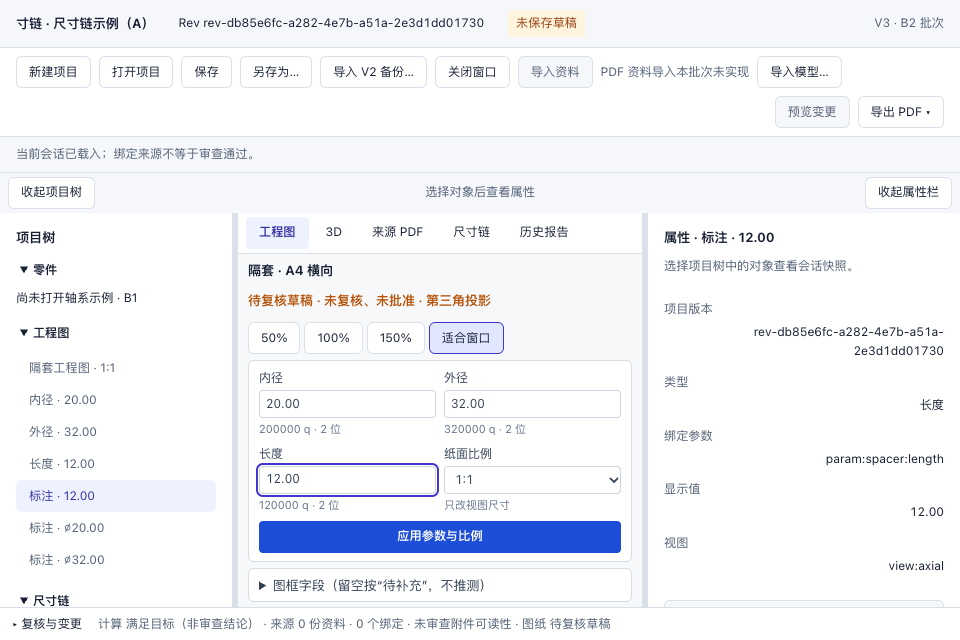 寸链 · 尺寸链示例（A） Rev rev-db85e6fc-a282-4e7b-a51a-2e3d1dd01730 未保存草稿 V3 · B2 批次
新建项目 打开项目 保存 另存为… 导入 V2 备份… 关闭窗口 导入资料 PDF 资料导入本批次未实现 导入模型…
预览变更 导出 PDF ▾
当前会话已载入；绑定来源不等于审查通过。
收起项目树 选择对象后查看属性 收起属性栏
项目树
▼ 零件
尚未打开轴系示例 · B1
▼ 工程图
隔套工程图 · 1:1
内径 · 20.00
外径 · 32.00
长度 · 12.00
标注 · 12.00
标注 · ⌀20.00
标注 · ⌀32.00
▼ 尺寸链
工程图 3D 来源 PDF 尺寸链 历史报告
隔套 · A4 横向
待复核草稿 · 未复核、未批准 · 第三角投影
50% 100% 150% 适合窗口
内径 外径
20.00 32.00
200000 q · 2 位 320000 q · 2 位
长度 纸面比例
12.00 1:1
120000 q · 2 位 只改视图尺寸
应用参数与比例
▶ 图框字段（留空按“待补充”，不推测）
属性 · 标注 · 12.00
选择项目树中的对象查看会话快照。
项目版本
rev-db85e6fc-a282-4e7b-a51a-
2e3d1dd01730
类型
长度
绑定参数
param:spacer:length
显示值
12.00
视图
view:axial
▸ 复核与变更 计算 满足目标（非审查结论） · 来源 0 份资料 · 0 个绑定 · 未审查附件可读性 · 图纸 待复核草稿